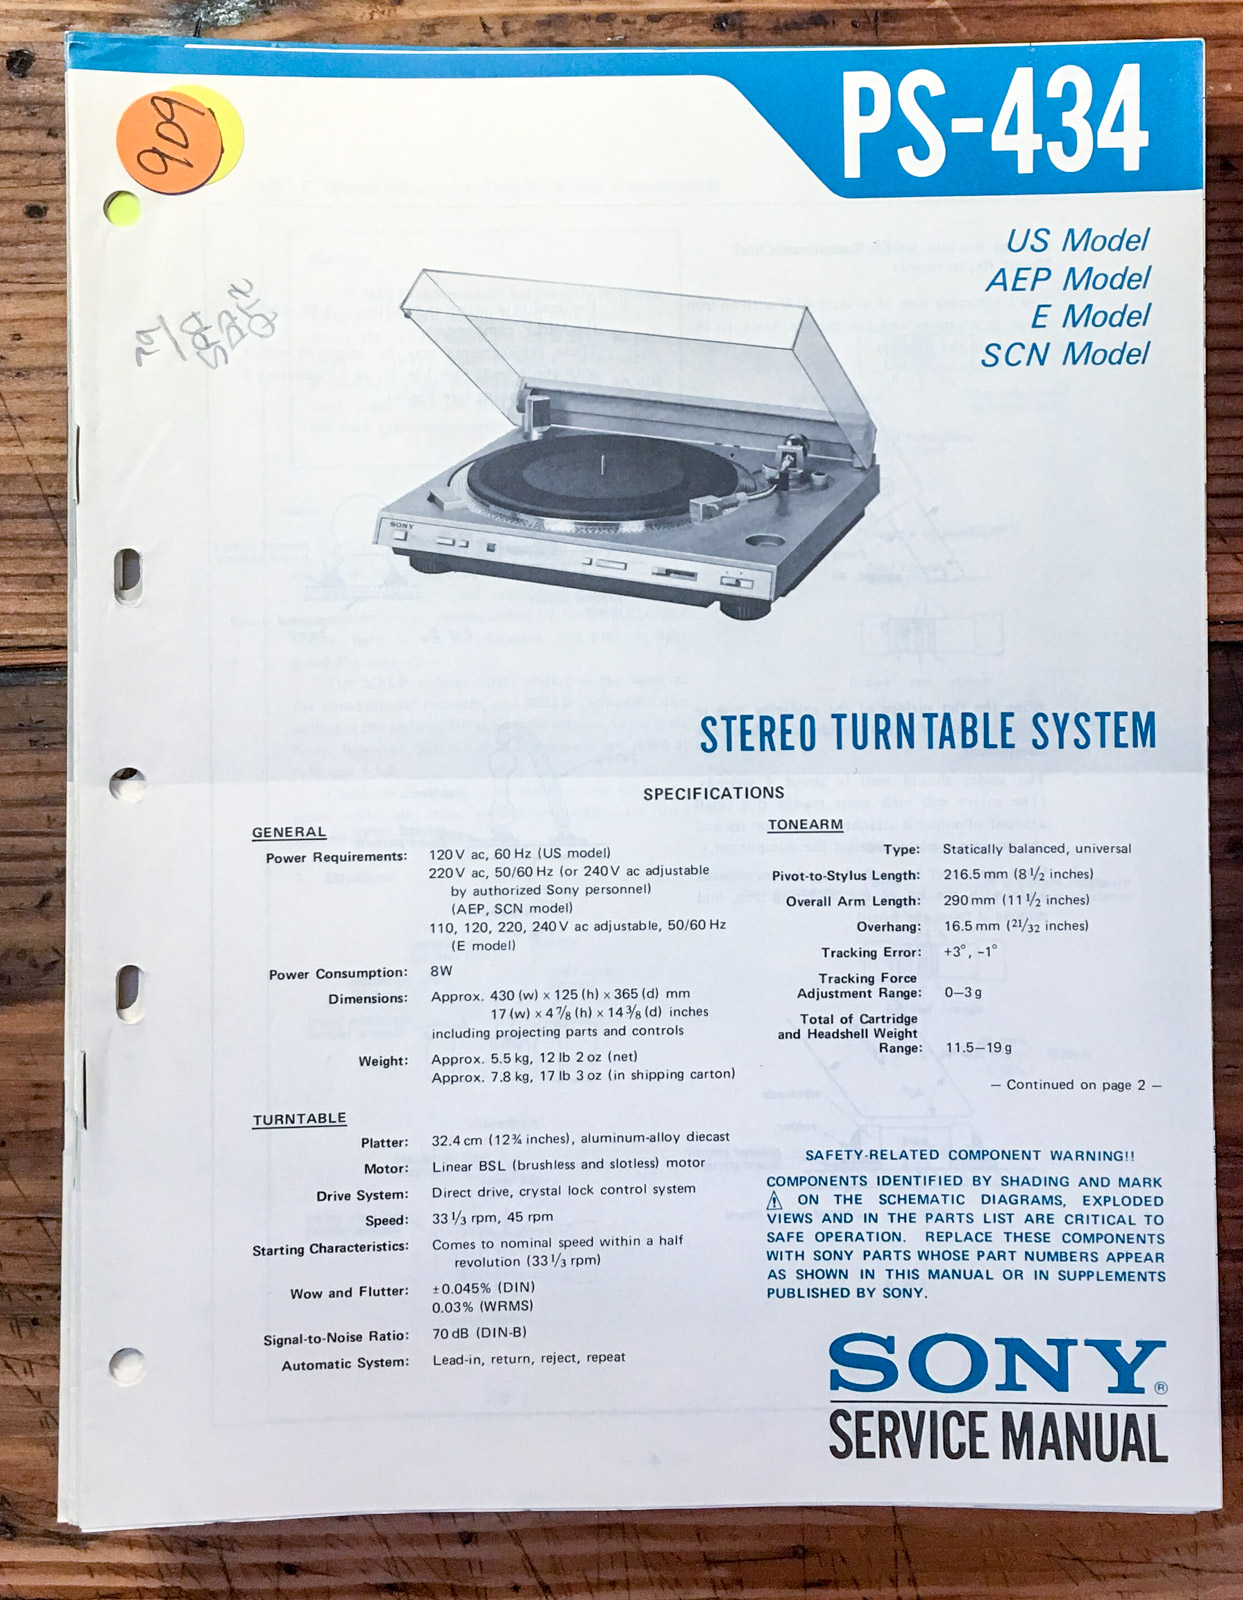 PS-434
909
US Model
AEP Model
E Model
SCN Model
SONY
STEREO TURNTABLE SYSTEM
SPECIFICATIONS
GENERAL
Power Requirements: 120 V ac, 60 Hz (US model)
220 V ac, 50/60 Hz (or 240 V ac adjustable
by authorized Sony personnel)
(AEP, SCN model)
110, 120, 220, 240 V ac adjustable, 50/60 Hz
(E model)
Power Consumption: 8W
Dimensions: Approx. 430 (w) x 125 (h) x 365 (d) mm
17 (w) x 4 7/8 (h) x 14 3/8 (d) inches
including projecting parts and controls
Weight: Approx. 5.5 kg, 12 lb 2 oz (net)
Approx. 7.8 kg, 17 lb 3 oz (in shipping carton)
TURNTABLE
Platter: 32.4 cm (12 ¾ inches), aluminum-alloy diecast
Motor: Linear BSL (brushless and slotless) motor
Drive System: Direct drive, crystal lock control system
Speed: 33 1/3 rpm, 45 rpm
Starting Characteristics: Comes to nominal speed within a half
revolution (33 1/3 rpm)
Wow and Flutter: ±0.045% (DIN)
0.03% (WRMS)
Signal-to-Noise Ratio: 70 dB (DIN-B)
Automatic System: Lead-in, return, reject, repeat
TONEARM
Type: Statically balanced, universal
Pivot-to-Stylus Length: 216.5 mm (8 1/2 inches)
Overall Arm Length: 290 mm (11 1/2 inches)
Overhang: 16.5 mm (21/32 inches)
Tracking Error: +3°, -1°
Tracking Force
Adjustment Range: 0–3 g
Total of Cartridge
and Headshell Weight
Range: 11.5–19 g
— Continued on page 2 —
SAFETY-RELATED COMPONENT WARNING!!
COMPONENTS IDENTIFIED BY SHADING AND MARK
⚠ ON THE SCHEMATIC DIAGRAMS, EXPLODED
VIEWS AND IN THE PARTS LIST ARE CRITICAL TO
SAFE OPERATION. REPLACE THESE COMPONENTS
WITH SONY PARTS WHOSE PART NUMBERS APPEAR
AS SHOWN IN THIS MANUAL OR IN SUPPLEMENTS
PUBLISHED BY SONY.
SONY®
SERVICE MANUAL